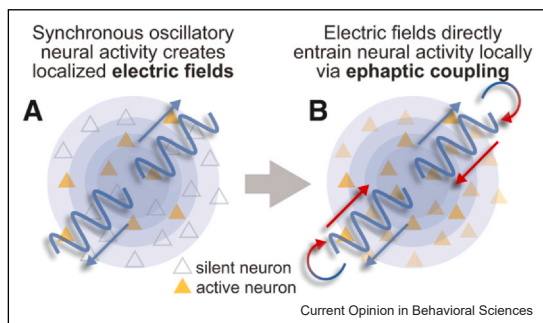 Synchronous oscillatory
neural activity creates
localized electric fields
Electric fields directly
entrain neural activity locally
via ephaptic coupling
A
B
silent neuron
active neuron
Current Opinion in Behavioral Sciences